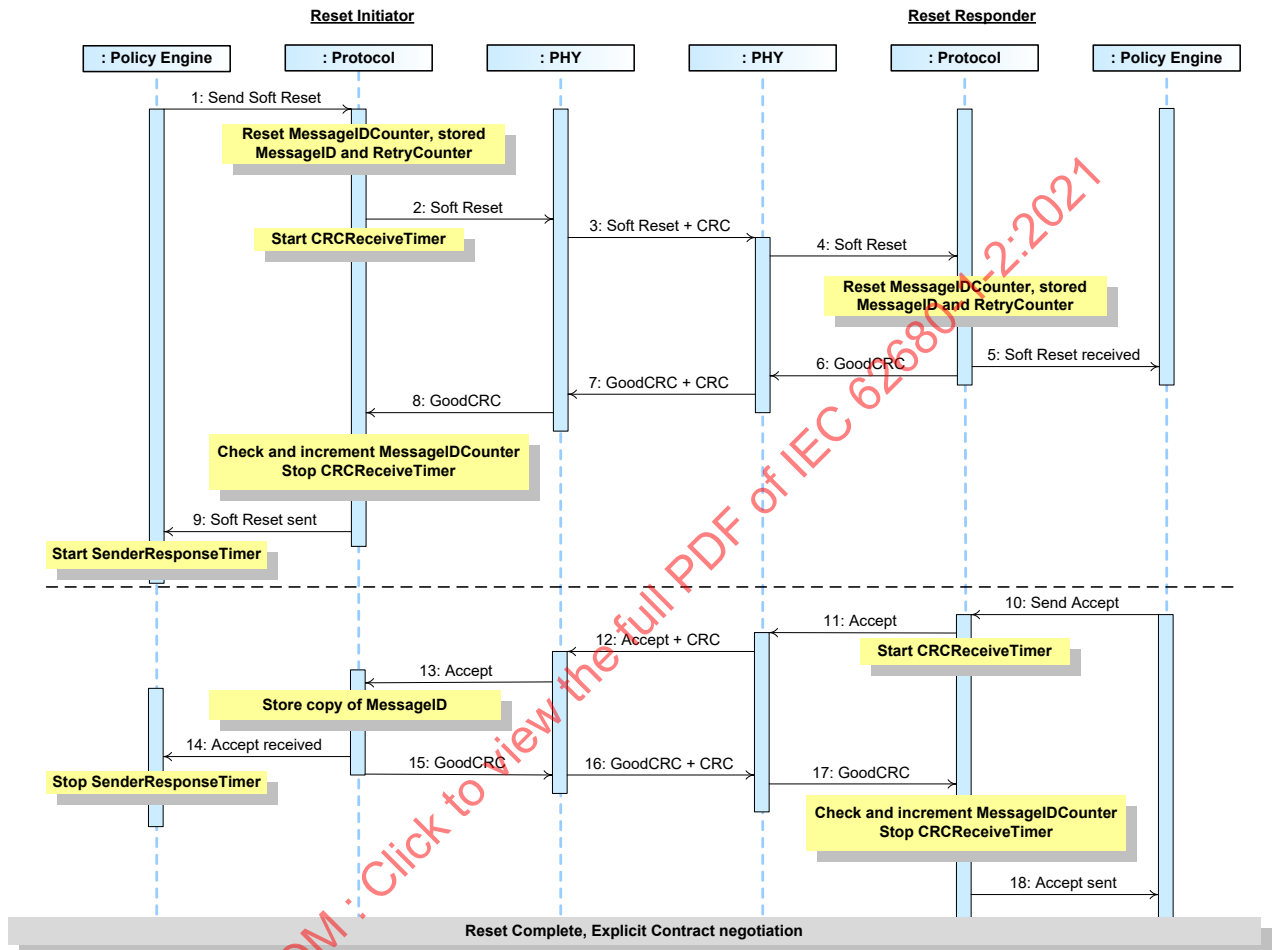 Reset Initiator
Reset Responder
: Policy Engine
: Protocol
: PHY
: PHY
: Protocol
: Policy Engine
1: Send Soft Reset
Reset MessageIDCounter, stored
MessageID and RetryCounter
2: Soft Reset
Start CRCReceiveTimer
3: Soft Reset + CRC
4: Soft Reset
Reset MessageIDCounter, stored
MessageID and RetryCounter
5: Soft Reset received
6: GoodCRC
7: GoodCRC + CRC
8: GoodCRC
Check and increment MessageIDCounter
Stop CRCReceiveTimer
9: Soft Reset sent
Start SenderResponseTimer
10: Send Accept
11: Accept
Start CRCReceiveTimer
12: Accept + CRC
13: Accept
Store copy of MessageID
14: Accept received
Stop SenderResponseTimer
15: GoodCRC
16: GoodCRC + CRC
17: GoodCRC
Check and increment MessageIDCounter
Stop CRCReceiveTimer
18: Accept sent
Reset Complete, Explicit Contract negotiation
OM : Click to view the full PDF of IEC 62680-1-2:2021